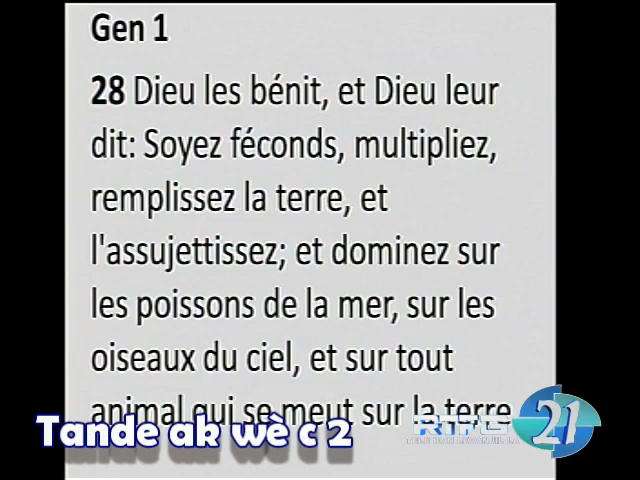 Gen 1
28 Dieu les bénit, et Dieu leur
dit: Soyez féconds, multipliez,
remplissez la terre, et
l'assujettissez; et dominez sur
les poissons de la mer, sur les
oiseaux du ciel, et sur tout
animal qui se meut sur la terre
Tande ak wè c 2
21